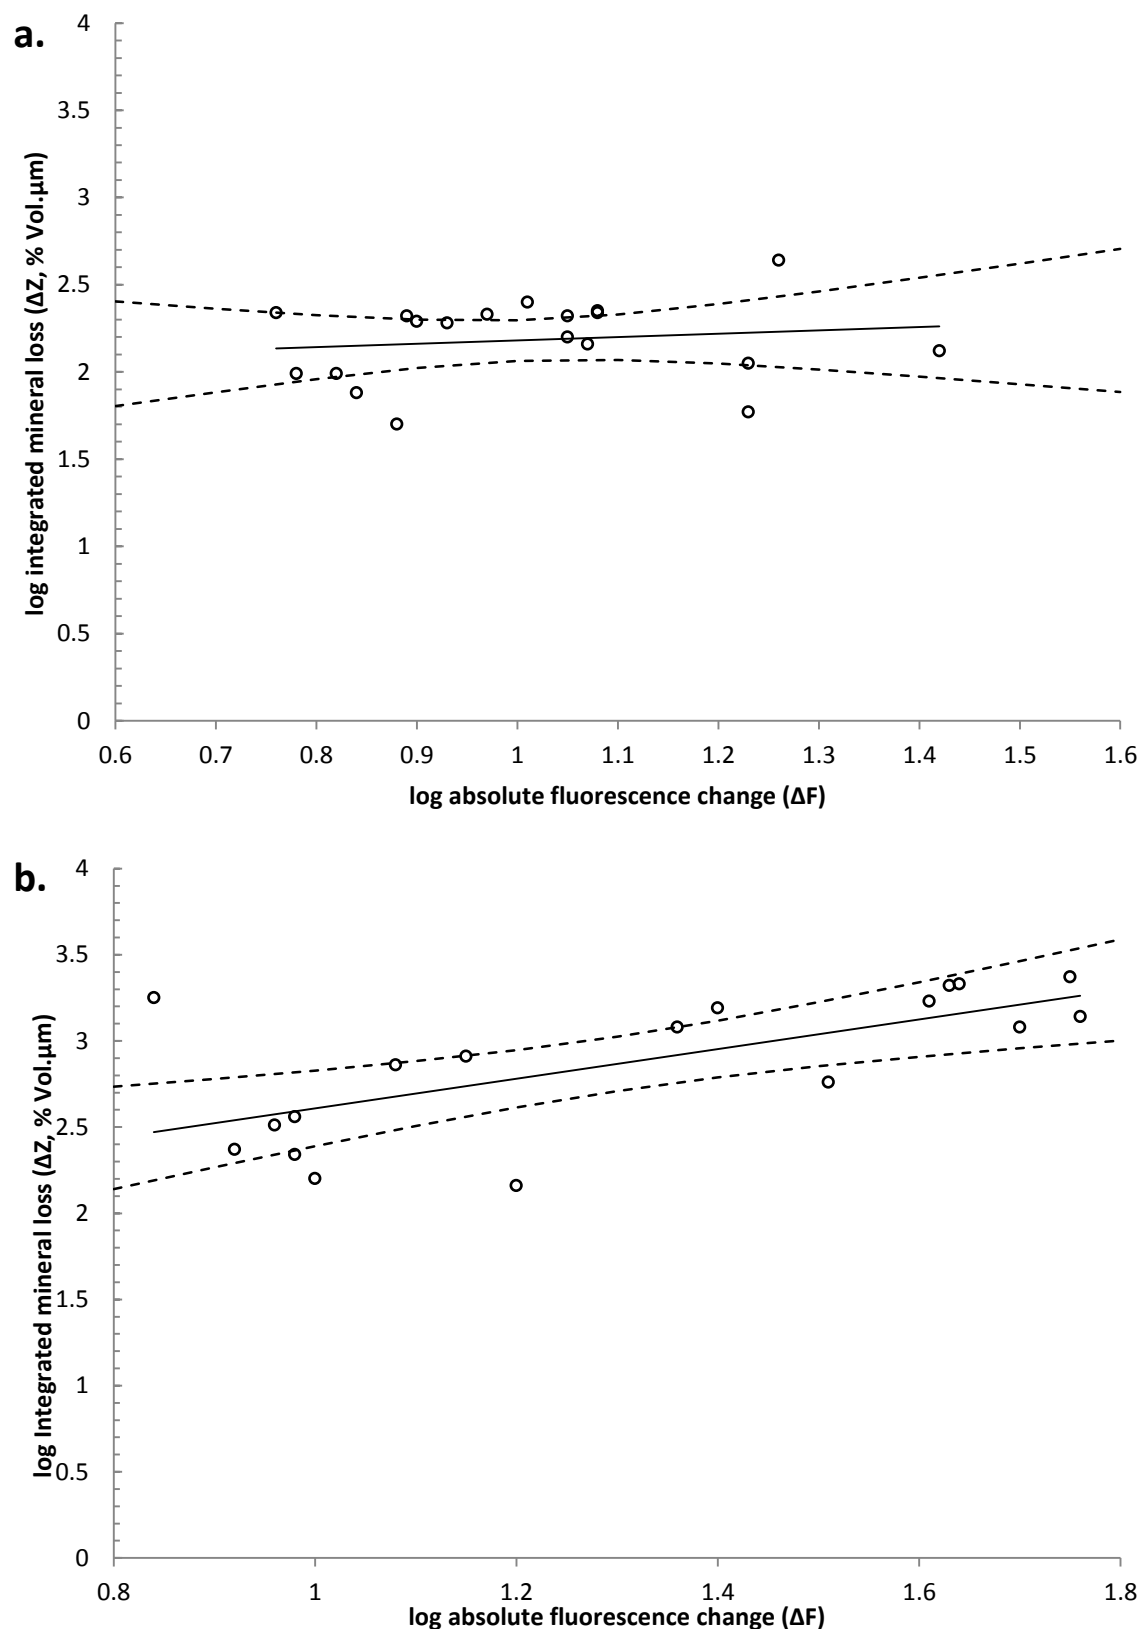 a.
log integrated mineral loss (ΔZ, % Vol.µm)
4
3.5
3
2.5
2
1.5
1
0.5
0
0.6 0.7 0.8 0.9 1 1.1 1.2 1.3 1.4 1.5 1.6
log absolute fluorescence change (ΔF)
b.
log Integrated mineral loss (ΔZ, % Vol.µm)
4
3.5
3
2.5
2
1.5
1
0.5
0
0.8 1 1.2 1.4 1.6 1.8
log absolute fluorescence change (ΔF)